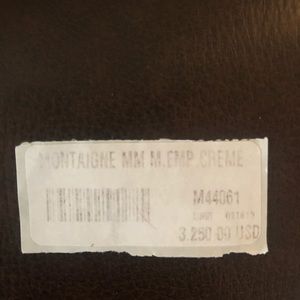 MONTAIGNE MM M.EMP.CREME
M44061
3,250.00 USD